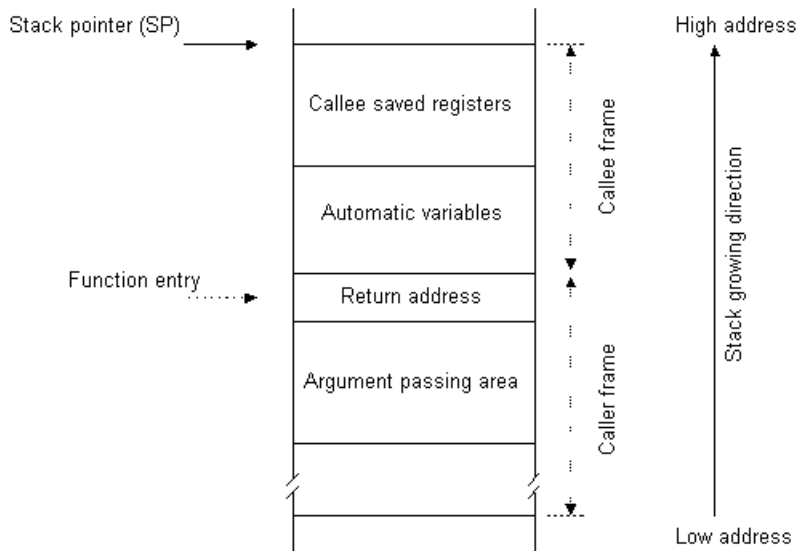 Stack pointer (SP)
High address
Callee saved registers
Callee frame
Automatic variables
Stack growing direction
Function entry
Return address
Argument passing area
Caller frame
Low address